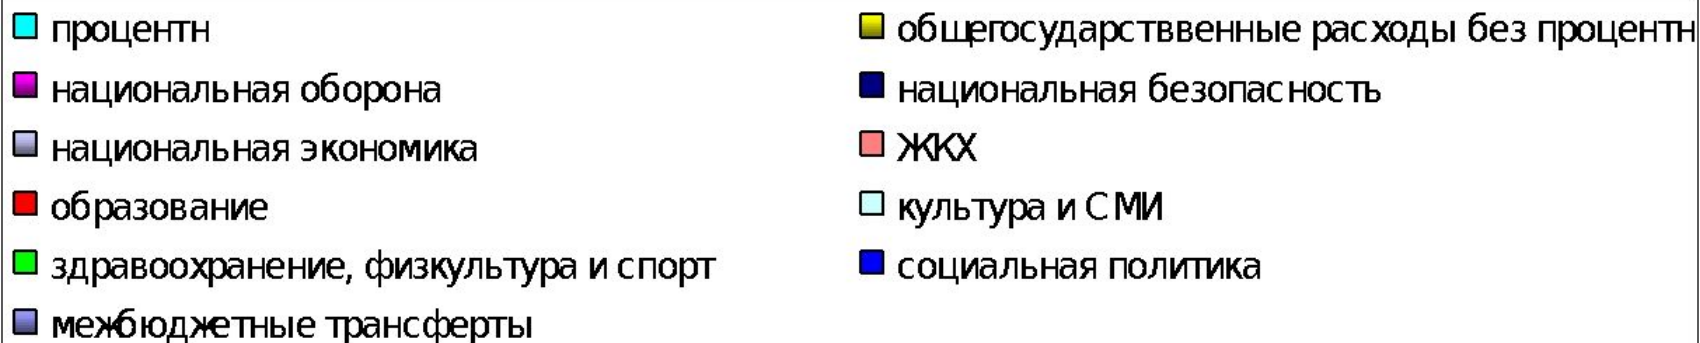 процентн
общегосударстввенные расходы без процентн
национальная оборона
национальная безопасность
национальная экономика
ЖКХ
образование
культура и СМИ
здравоохранение, физкультура и спорт
социальная политика
межбюджетные трансферты